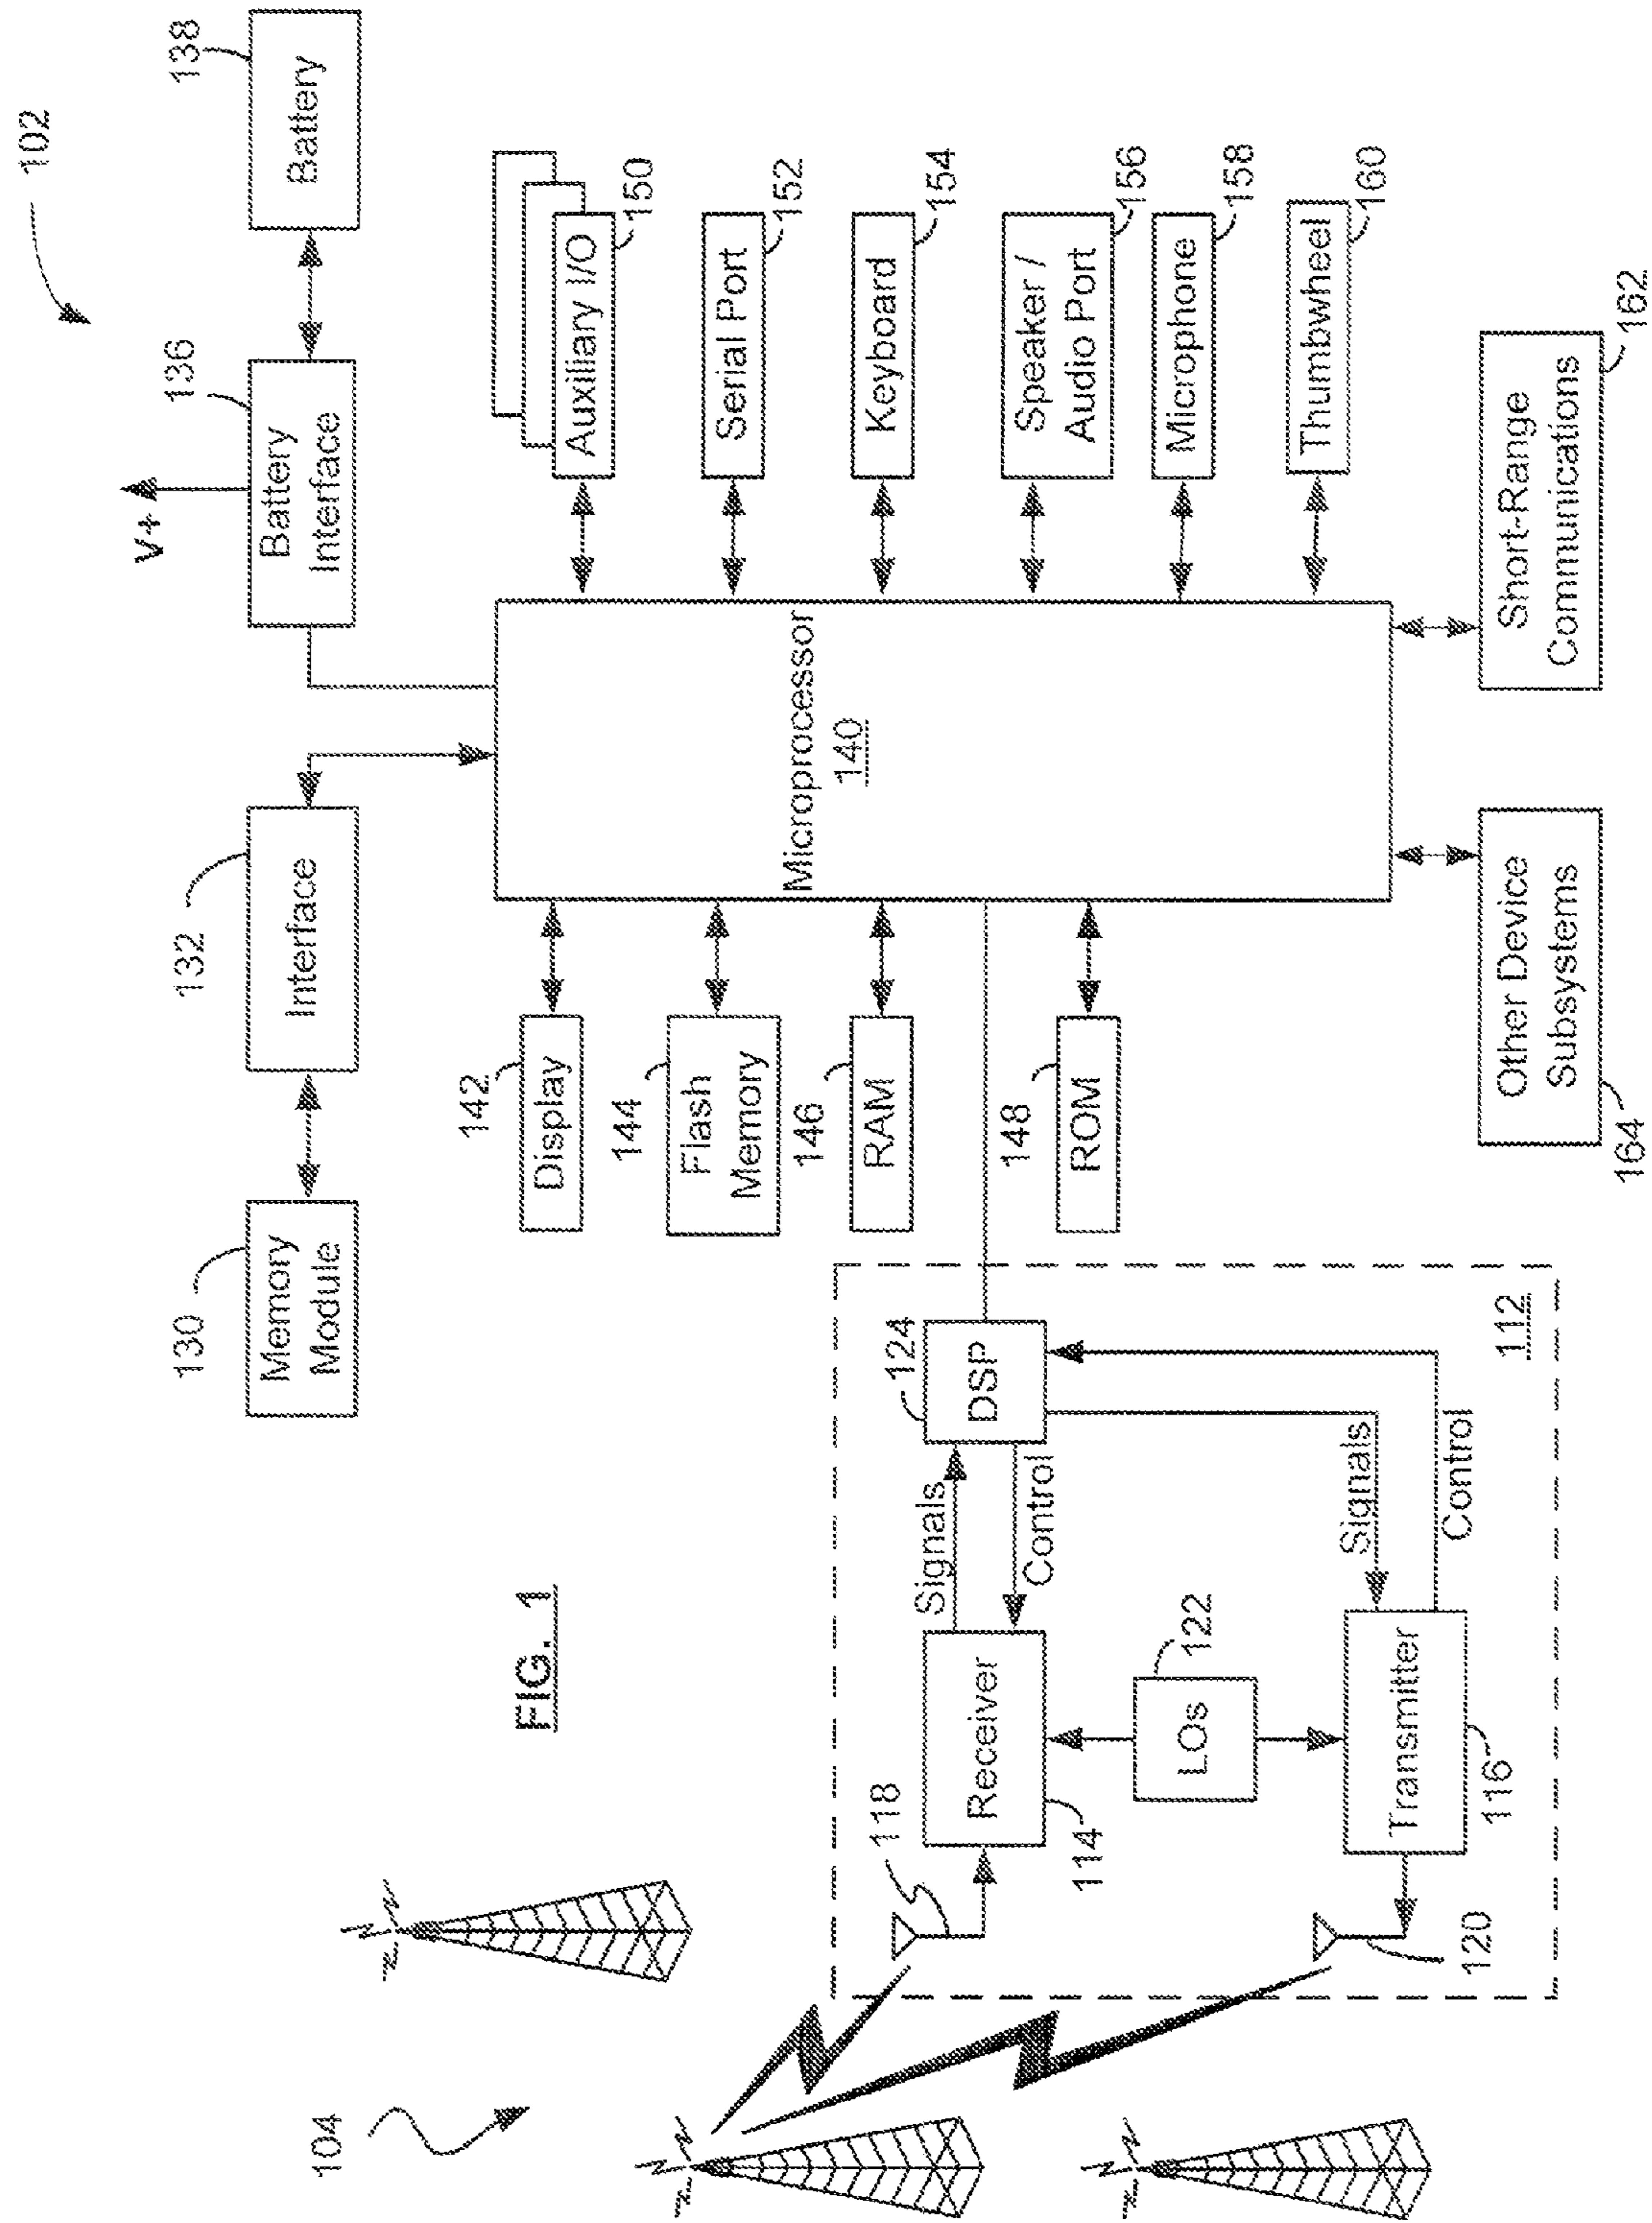 102
V+
130
Memory
Module
132
Interface
136
Battery
Interface
138
Battery
104
FIG. 1
142
Display
144
Flash
Memory
146
RAM
148
ROM
Microprocessor
140
Auxiliary I/O
150
Serial Port
152
Keyboard
154
Speaker /
Audio Port
156
Microphone
158
Thumbwheel
160
118
Receiver
114
Signals
Control
124
DSP
LOs
122
Signals
Control
Transmitter
116
120
112
Other Device
Subsystems
164
Short-Range
Communications
162